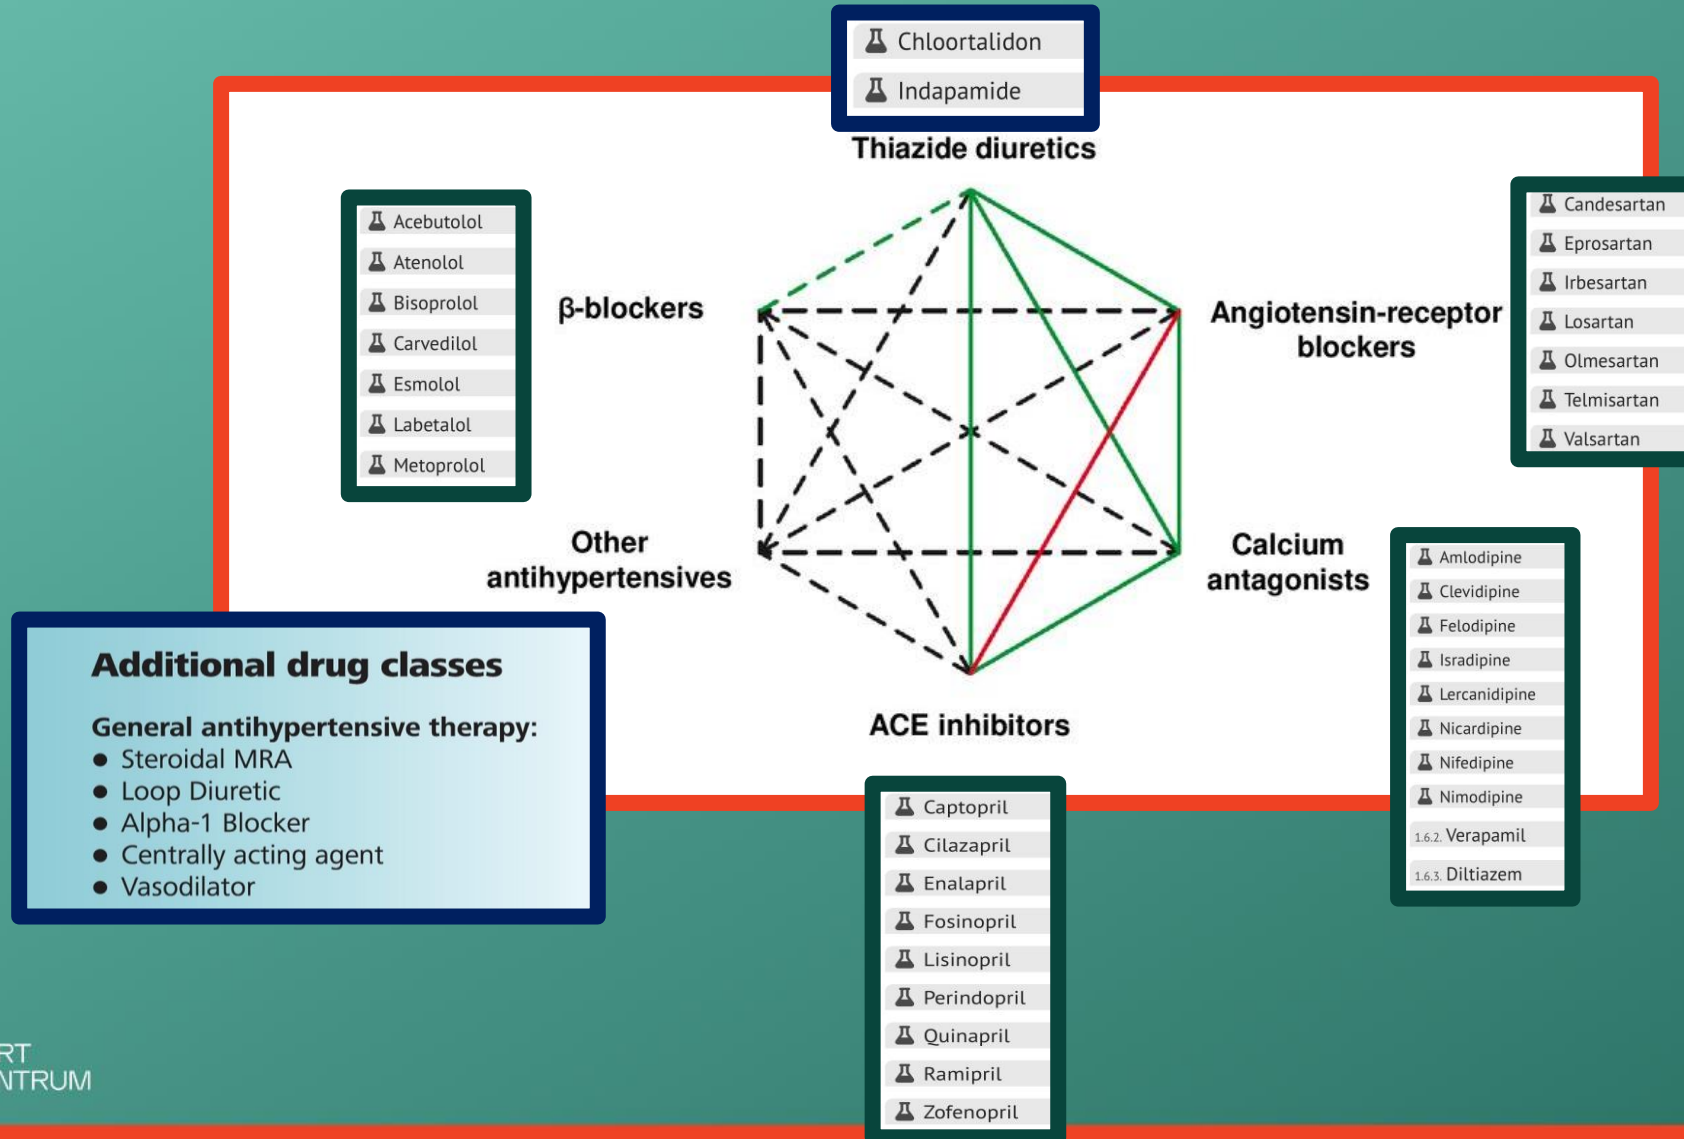 Chloortalidon
Indapamide
Thiazide diuretics
Acebutolol
Atenolol
Bisoprolol
Carvedilol
Esmolol
Labetalol
Metoprolol
β-blockers
Angiotensin-receptor
blockers
Candesartan
Eprosartan
Irbesartan
Losartan
Olmesartan
Telmisartan
Valsartan
Other
antihypertensives
Calcium
antagonists
Amlodipine
Clevidipine
Felodipine
Isradipine
Lercanidipine
Nicardipine
Nifedipine
Nimodipine
1.6.2. Verapamil
1.6.3. Diltiazem
Additional drug classes
General antihypertensive therapy:
● Steroidal MRA
● Loop Diuretic
● Alpha-1 Blocker
● Centrally acting agent
● Vasodilator
ACE inhibitors
Captopril
Cilazapril
Enalapril
Fosinopril
Lisinopril
Perindopril
Quinapril
Ramipril
Zofenopril
RT
NTRUM